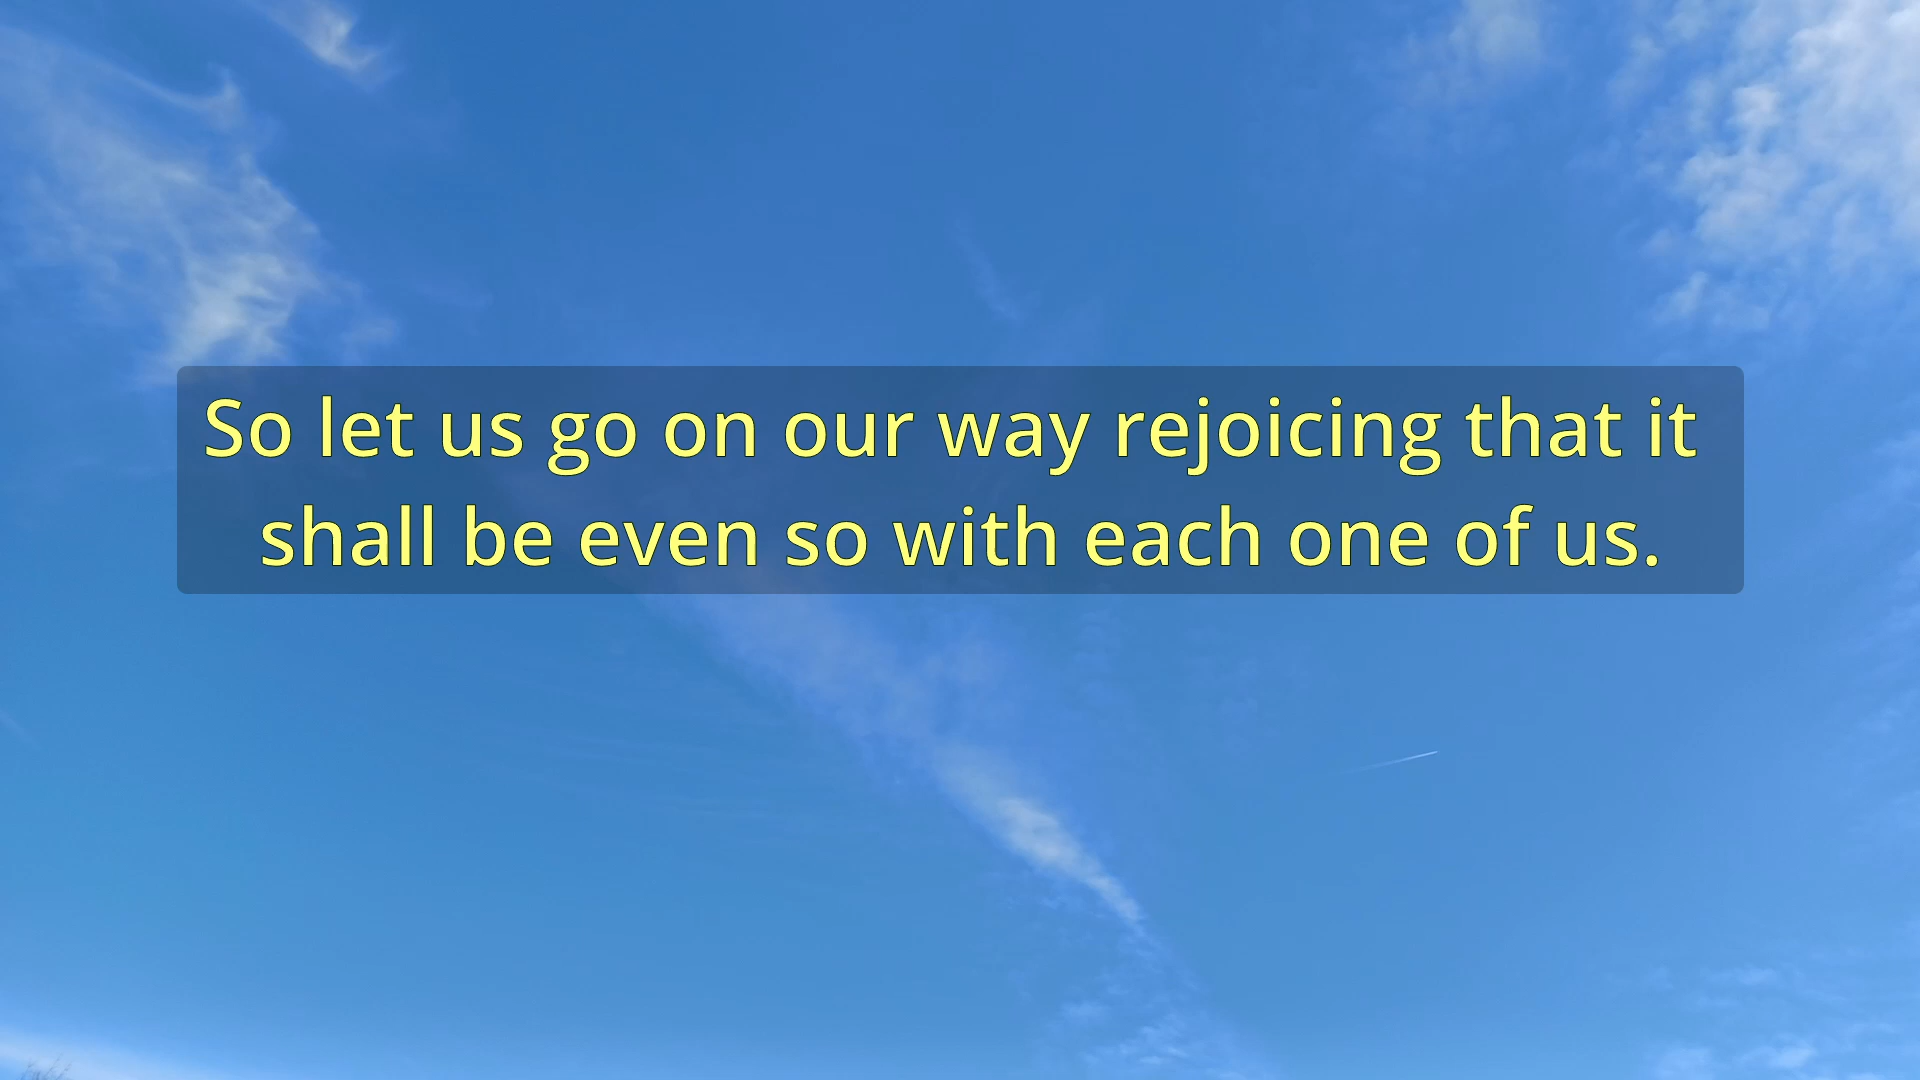 So let us go on our way rejoicing that it
shall be even so with each one of us.